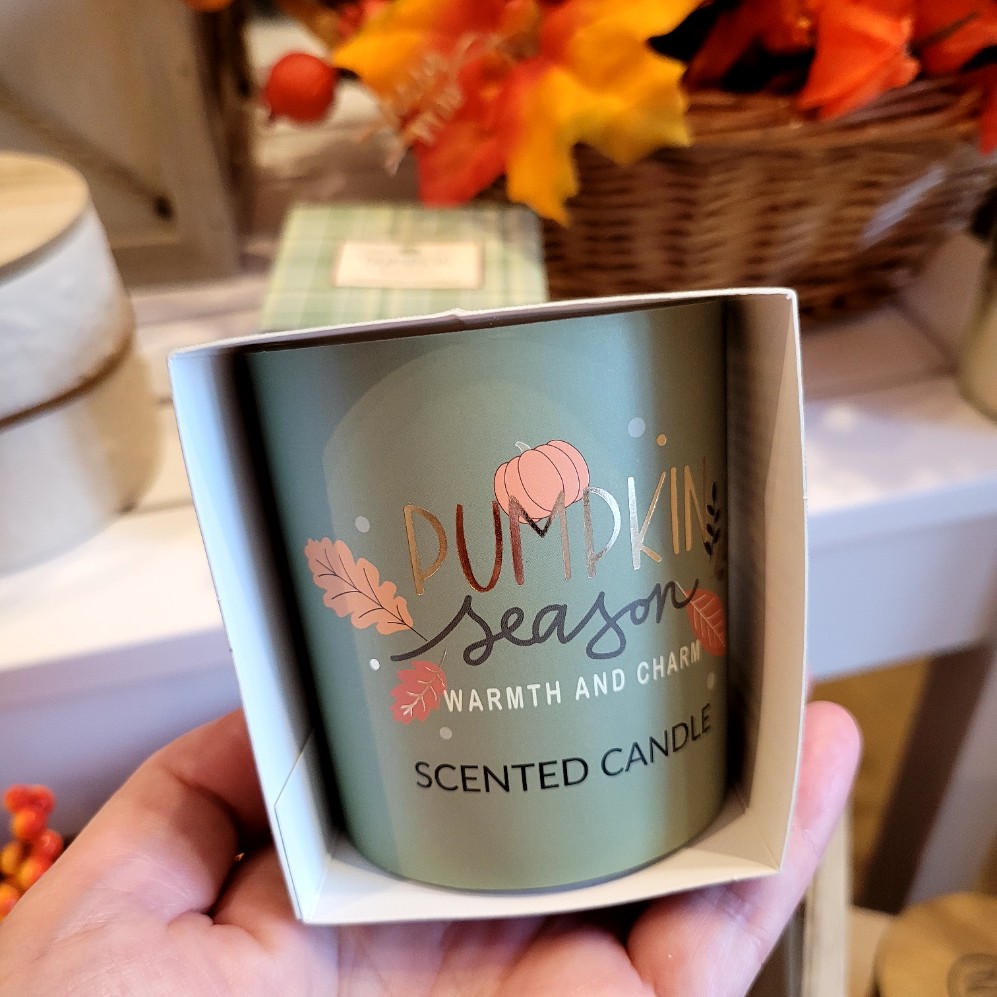 PUMPKIN
season
WARMTH AND CHARM
SCENTED CANDLE